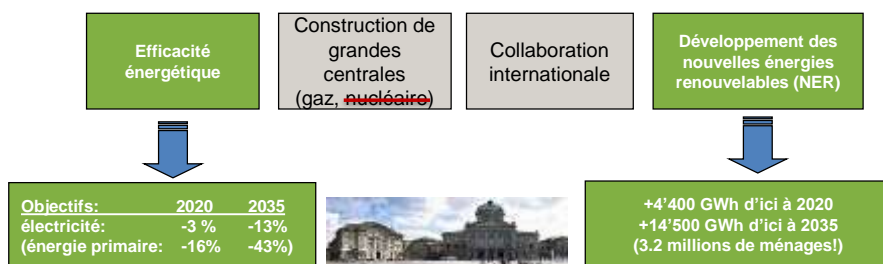 Efficacité
énergétique
Construction de
grandes
centrales
(gaz, nucléaire)
Collaboration
internationale
Développement des
nouvelles énergies
renouvelables (NER)
Objectifs: 2020 2035
électricité: -3 % -13%
(énergie primaire: -16% -43%)
+4'400 GWh d'ici à 2020
+14'500 GWh d'ici à 2035
(3.2 millions de ménages!)